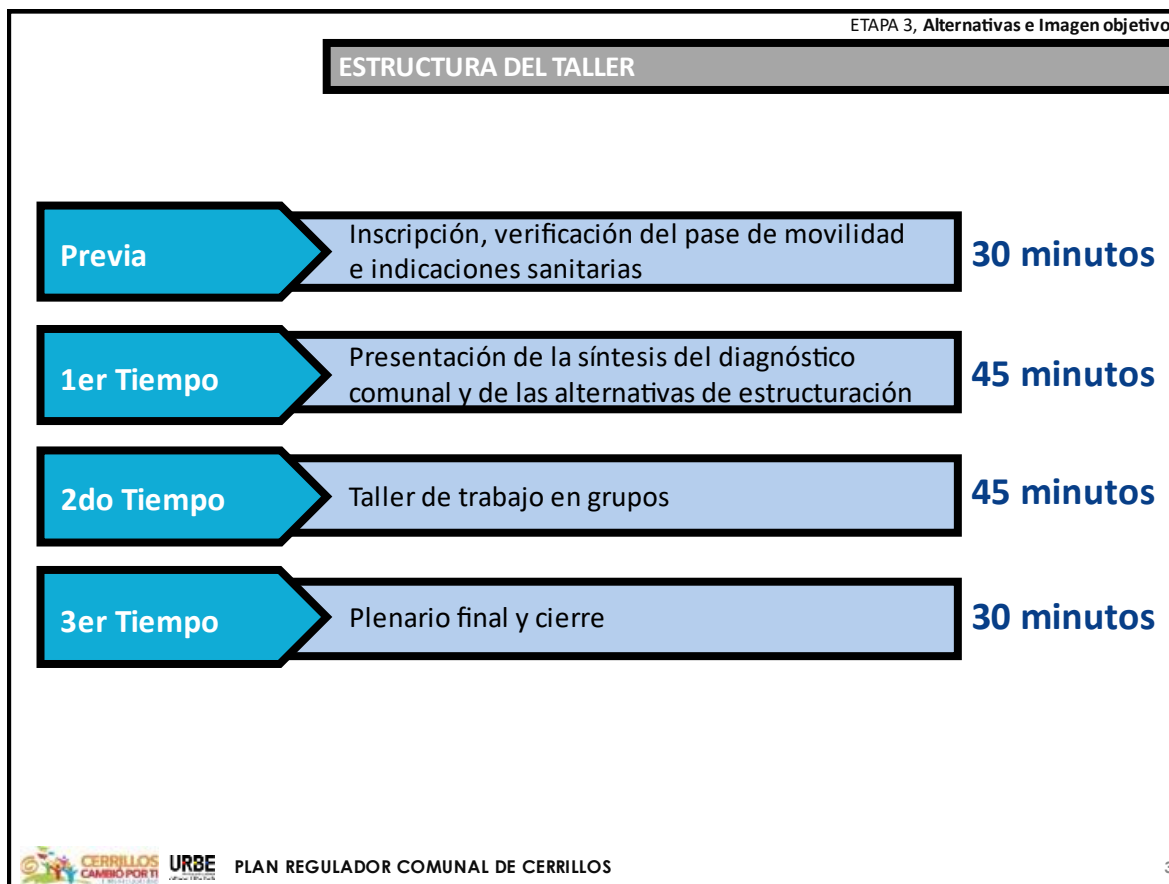 ETAPA 3, Alternativas e Imagen objetivo
ESTRUCTURA DEL TALLER
Previa
Inscripción, verificación del pase de movilidad
e indicaciones sanitarias
30 minutos
1er Tiempo
Presentación de la síntesis del diagnóstico
comunal y de las alternativas de estructuración
45 minutos
2do Tiempo
Taller de trabajo en grupos
45 minutos
3er Tiempo
Plenario final y cierre
30 minutos
CERRILLOS
CAMBIÓ POR TI
URBE
PLAN REGULADOR COMUNAL DE CERRILLOS
3